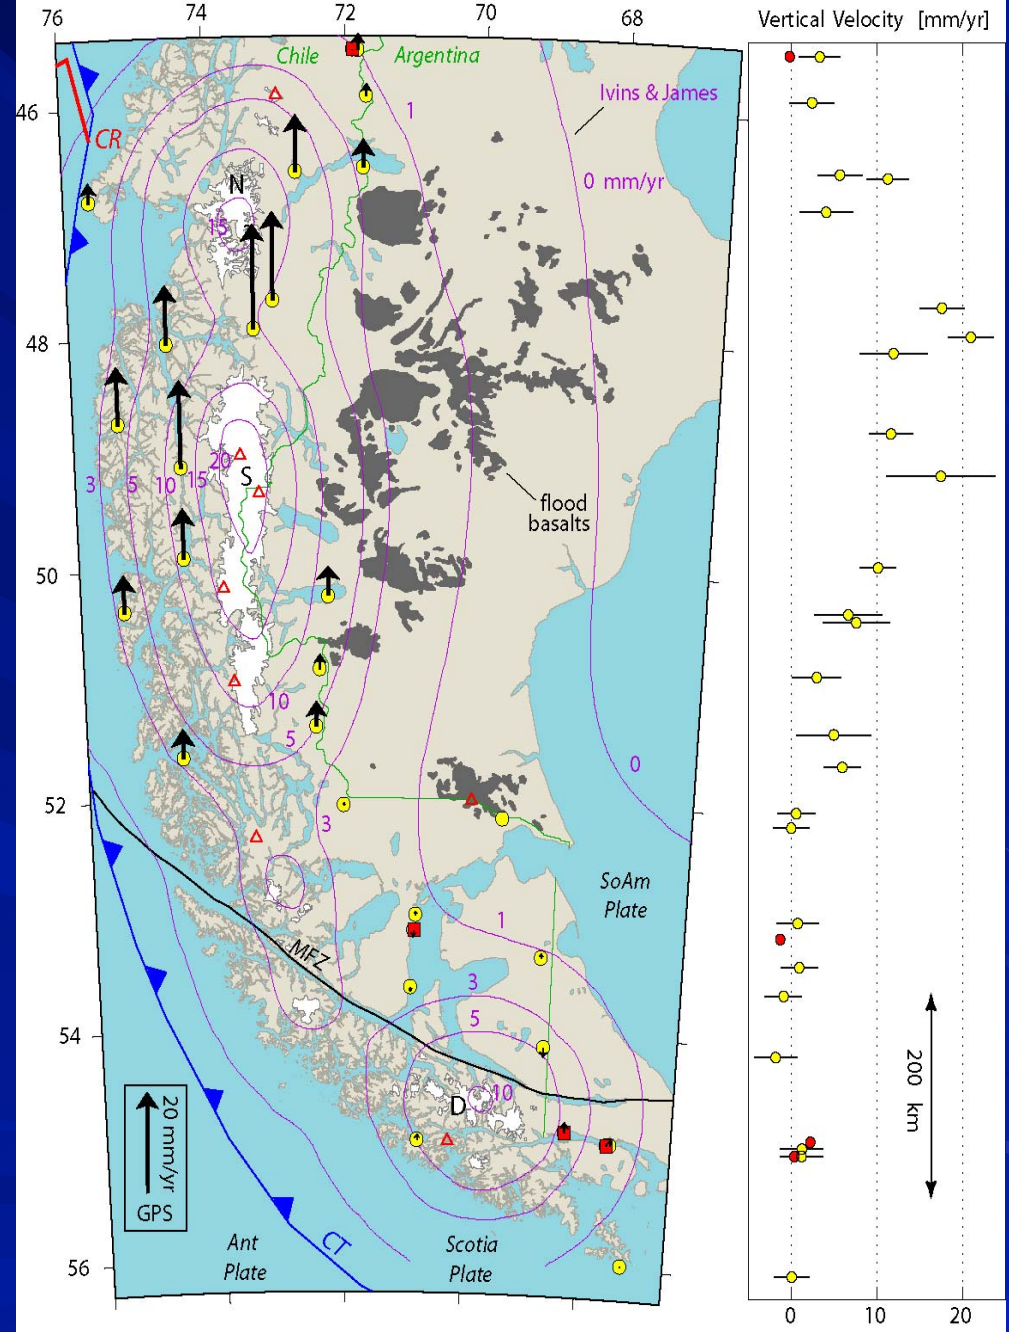 76
74
72
70
68
Vertical Velocity [mm/yr]
Chile
Argentina
Ivins & James
1
46
CR
0 mm/yr
N
15
48
20
S
3
5
10
15
flood
basalts
50
10
5
0
52
3
SoAm
Plate
1
MFZ
3
5
54
10
D
200 km
20 mm/yr
GPS
CT
Ant
Plate
Scotia
Plate
56
0
10
20